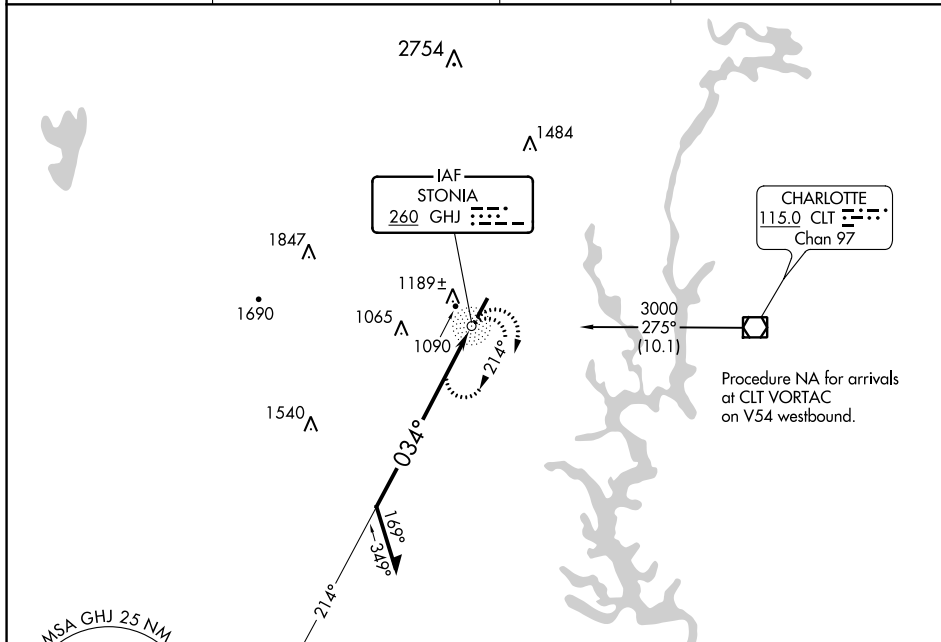 2754
1484
IAF
STONIA
260 GHJ
CHARLOTTE
115.0 CLT
Chan 97
1847
1189±
1690
1065
1090
214°
3000
275°
(10.1)
Procedure NA for arrivals
at CLT VORTAC
on V54 westbound.
1540
034°
169°
349°
214°
MSA GHJ 25 NM